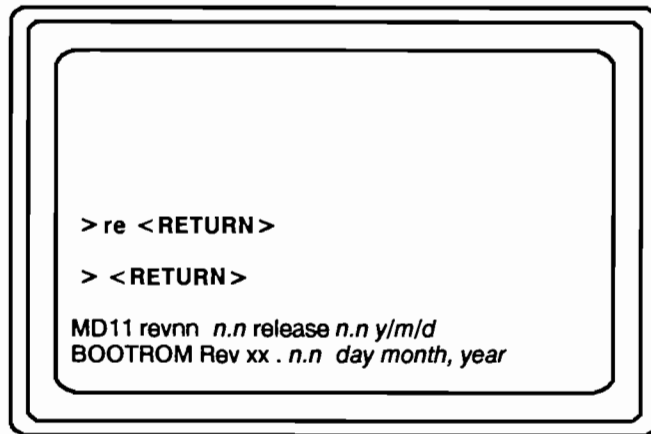 > re <RETURN>
> <RETURN>
MD11 revnn n.n release n.n y/m/d
BOOTROM Rev xx . n.n day month, year